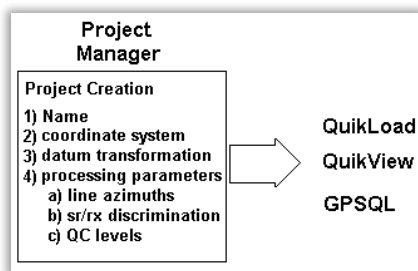 Project
Manager
Project Creation
1) Name
2) coordinate system
3) datum transformation
4) processing parameters
a) line azimuths
b) sr/rx discrimination
c) QC levels
QuikLoad
QuikView
GPSQL